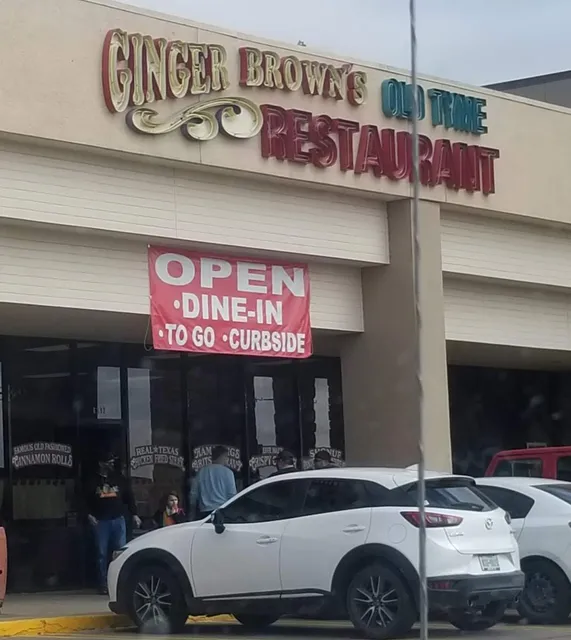 GINGER BROWN'S OLD TIME
RESTAURANT
OPEN
•DINE-IN
•TO GO •CURBSIDE
FAMOUS OLD FASHIONED
CINNAMON ROLLS
REAL TEXAS
CHICKEN FRIED STEAK